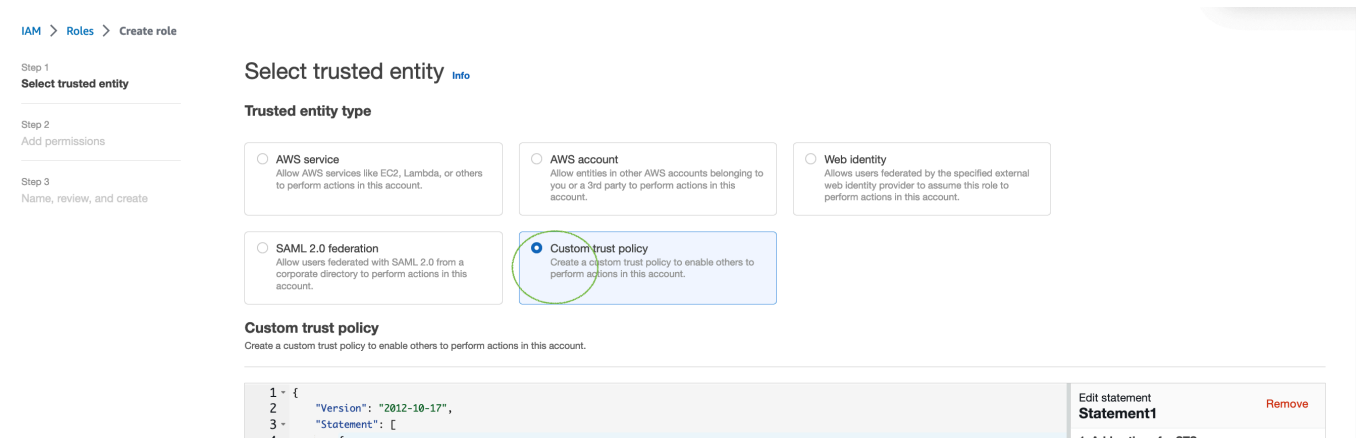 IAM > Roles > Create role
Step 1
Select trusted entity
Step 2
Add permissions
Step 3
Name, review, and create
Select trusted entity Info
Trusted entity type
AWS service
Allow AWS services like EC2, Lambda, or others
to perform actions in this account.
AWS account
Allow entities in other AWS accounts belonging to
you or a 3rd party to perform actions in this
account.
Web identity
Allows users federated by the specified external
web identity provider to assume this role to
perform actions in this account.
SAML 2.0 federation
Allow users federated with SAML 2.0 from a
corporate directory to perform actions in this
account.
Custom trust policy
Create a custom trust policy to enable others to
perform actions in this account.
Custom trust policy
Create a custom trust policy to enable others to perform actions in this account.
1 {
2 "Version": "2012-10-17",
3 "Statement": [
Edit statement
Statement1
Remove